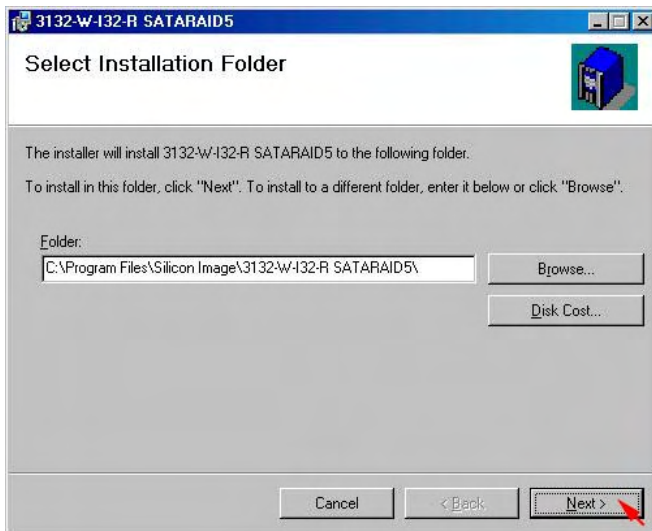 3132-W-I32-R SATARAID5
Select Installation Folder
The installer will install 3132-W-I32-R SATARAID5 to the following folder.
To install in this folder, click "Next". To install to a different folder, enter it below or click "Browse".
Folder:
C:\Program Files\Silicon Image\3132-W-I32-R SATARAID5\
Browse...
Disk Cost...
Cancel
< Back
Next >